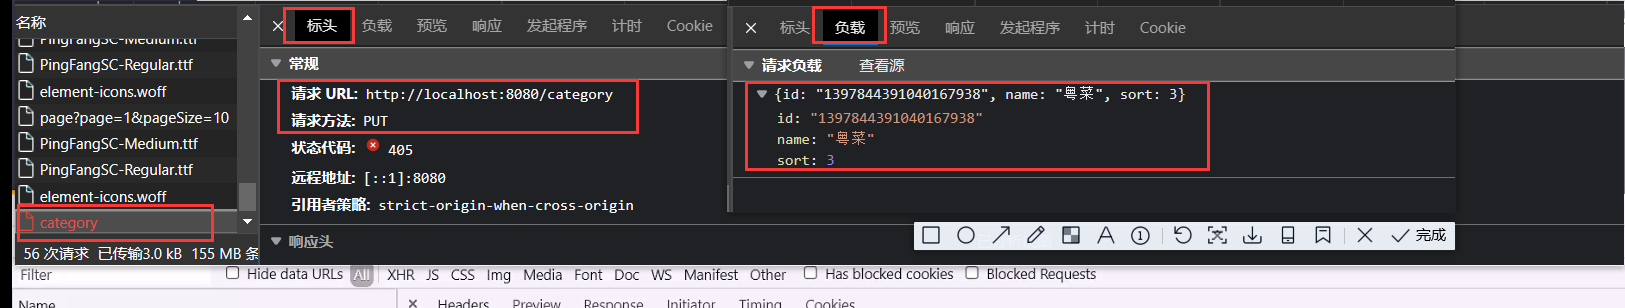 名称
PingFangSC-Medium.ttf
PingFangSC-Regular.ttf
element-icons.woff
page?page=1&pageSize=10
PingFangSC-Medium.ttf
PingFangSC-Regular.ttf
element-icons.woff
category
56 次请求 已传输3.0 kB 155 MB 条
标头 负载 预览 响应 发起程序 计时 Cookie
常规
请求 URL: http://localhost:8080/category
请求方法: PUT
状态代码: 405
远程地址: [::1]:8080
引用者策略: strict-origin-when-cross-origin
响应头
标头 负载 预览 响应 发起程序 计时 Cookie
请求负载 查看源
{id: "1397844391040167938", name: "粤菜", sort: 3}
id: "1397844391040167938"
name: "粤菜"
sort: 3
完成
Filter Hide data URLs All XHR JS CSS Img Media Font Doc WS Manifest Other Has blocked cookies Blocked Requests
Name Headers Preview Response Initiator Timing Cookies